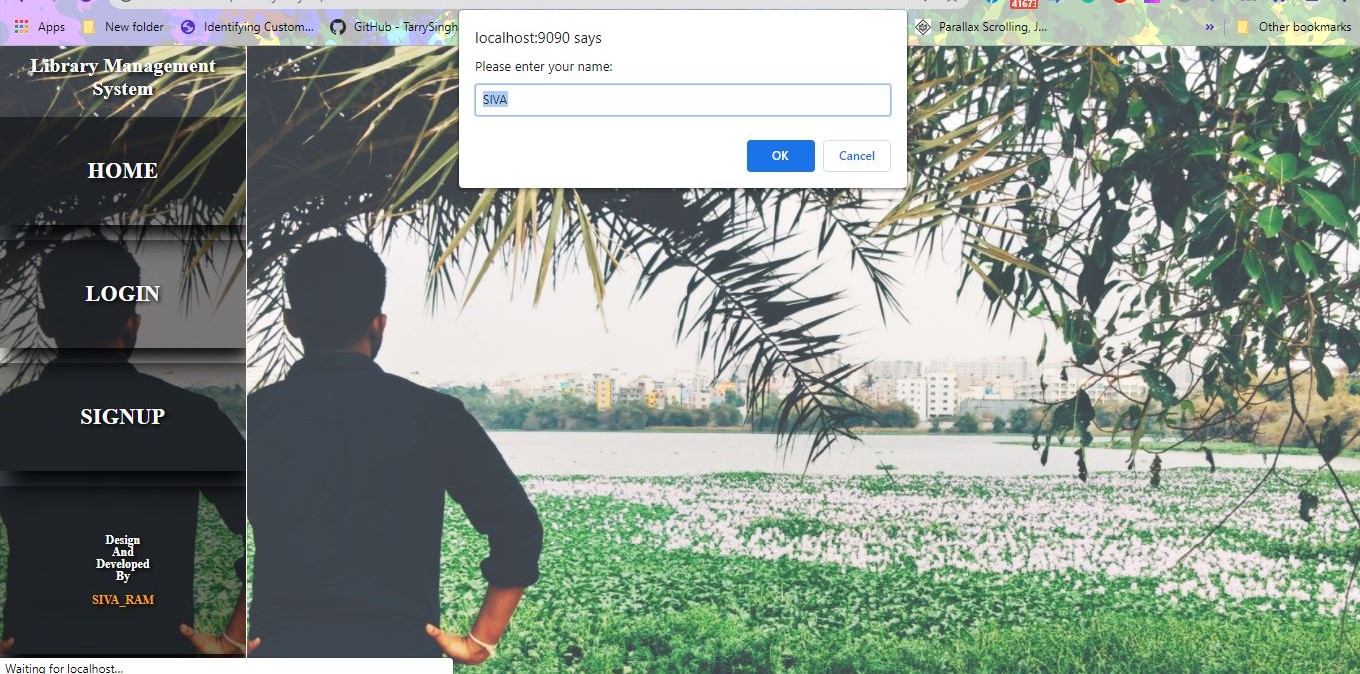 Apps
New folder
Identifying Custom...
GitHub - TarrySingh
Parallax Scrolling, J...
»
Other bookmarks
41673
localhost:9090 says
Please enter your name:
SIVA
OK
Cancel
Library Management
System
HOME
LOGIN
SIGNUP
Design
And
Developed
By
SIVA_RAM
Waiting for localhost...